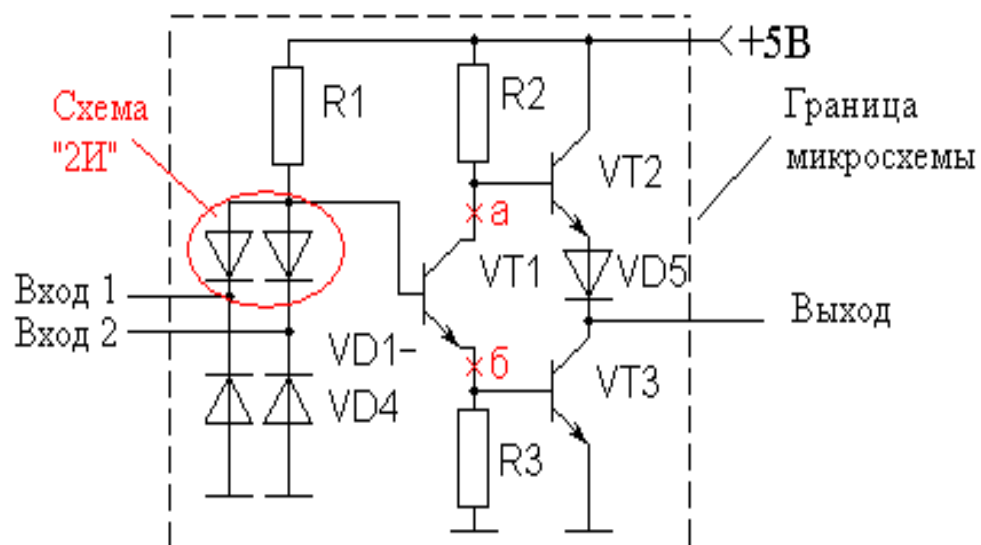 +5В
R1
R2
Схема
"2И"
Граница
микросхемы
VT2
а
VT1
VD5
Вход 1
Вход 2
Выход
VD1-
VD4
б
VT3
R3